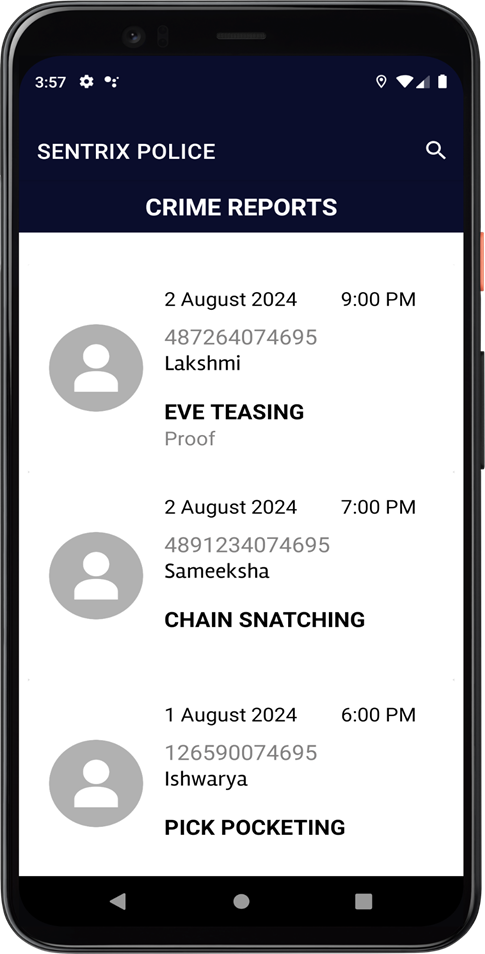 3:57
SENTRIX POLICE
CRIME REPORTS
2 August 2024 9:00 PM
487264074695
Lakshmi
EVE TEASING
Proof
2 August 2024 7:00 PM
4891234074695
Sameeksha
CHAIN SNATCHING
1 August 2024 6:00 PM
126590074695
Ishwarya
PICK POCKETING